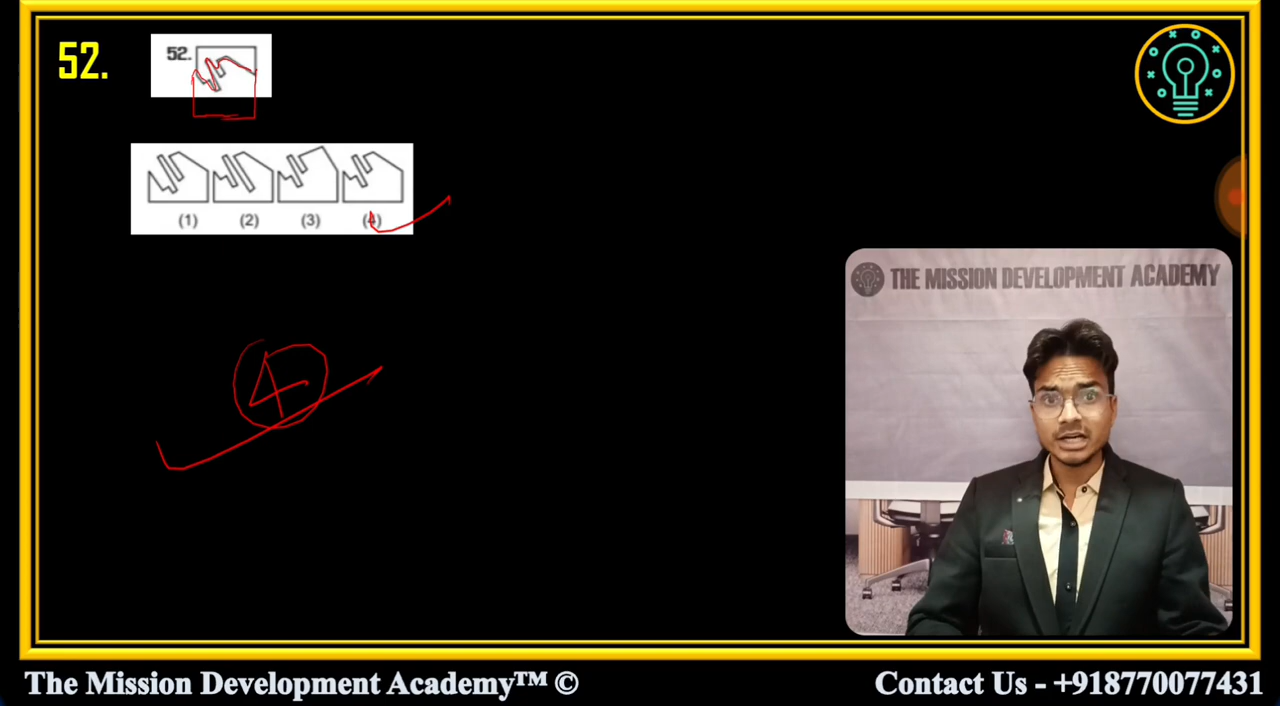 52.
52.
(1) (2) (3) (4)
4
THE MISSION DEVELOPMENT ACADEMY
The Mission Development Academy™ ©
Contact Us - +918770077431